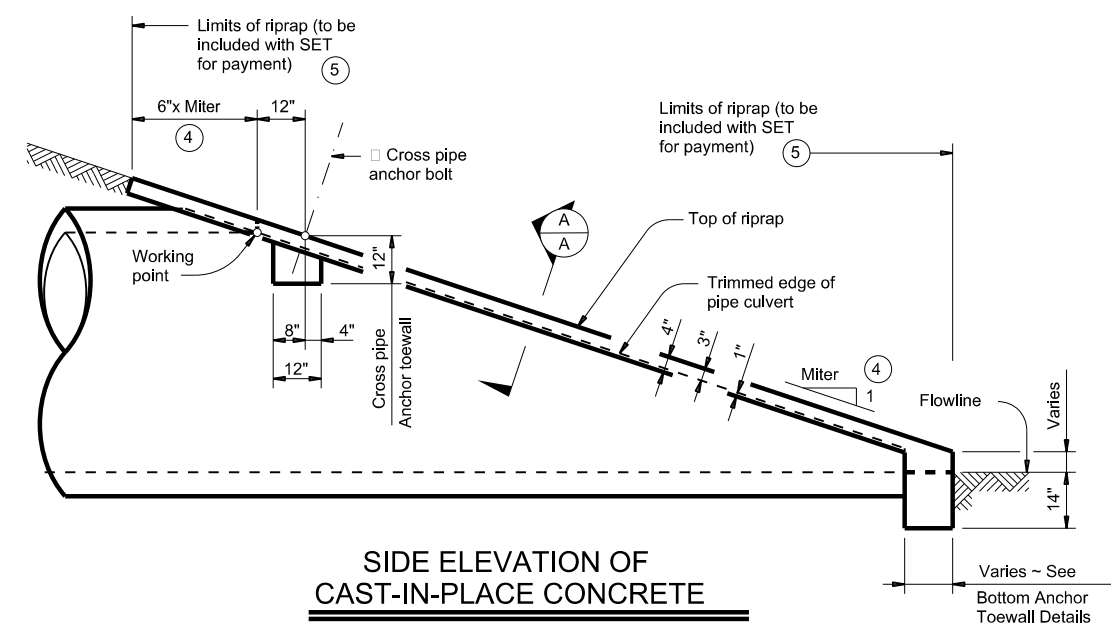 Limits of riprap (to be
included with SET
for payment)
5
6"x Miter
12"
4
Cross pipe
anchor bolt
Limits of riprap (to be
included with SET
for payment)
5
A
A
Top of riprap
Working
point
12"
Trimmed edge of
pipe culvert
8"
4"
12"
Cross pipe
Anchor toewall
4"
3"
1"
Miter
1
4
Flowline
Varies
14"
SIDE ELEVATION OF
CAST-IN-PLACE CONCRETE
Varies ~ See
Bottom Anchor
Toewall Details